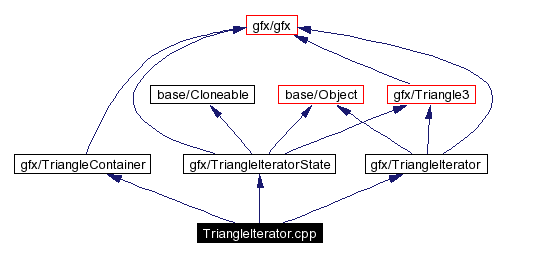 gfx/gfx
base/Cloneable
base/Object
gfx/Triangle3
gfx/TriangleContainer
gfx/TriangleIteratorState
gfx/TriangleIterator
TriangleIterator.cpp